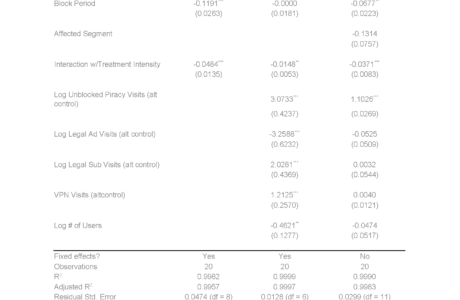 Block Period -0.1191*** -0.0000 -0.0677**
(0.0263) (0.0181) (0.0223)
Affected Segment -0.1314
(0.0757)
Interaction w/Treatment Intensity -0.0484*** -0.0148** -0.0371***
(0.0135) (0.0053) (0.0083)
Log Unblocked Piracy Visits (alt control) 3.0733*** 1.1026***
(0.4237) (0.0269)
Log Legal Ad Visits (alt control) -3.2588*** -0.0525
(0.6232) (0.0509)
Log Legal Sub Visits (alt control) 2.0281*** 0.0032
(0.4369) (0.0544)
VPN Visits (altcontrol) 1.2125*** 0.0040
(0.2570) (0.0121)
Log # of Users -0.4621** -0.0474
(0.1277) (0.0517)
Fixed effects? Yes Yes No
Observations 20 20 20
R² 0.9982 0.9999 0.9990
Adjusted R² 0.9957 0.9997 0.9983
Residual Std. Error 0.0474 (df = 8) 0.0128 (df = 6) 0.0299 (df = 11)